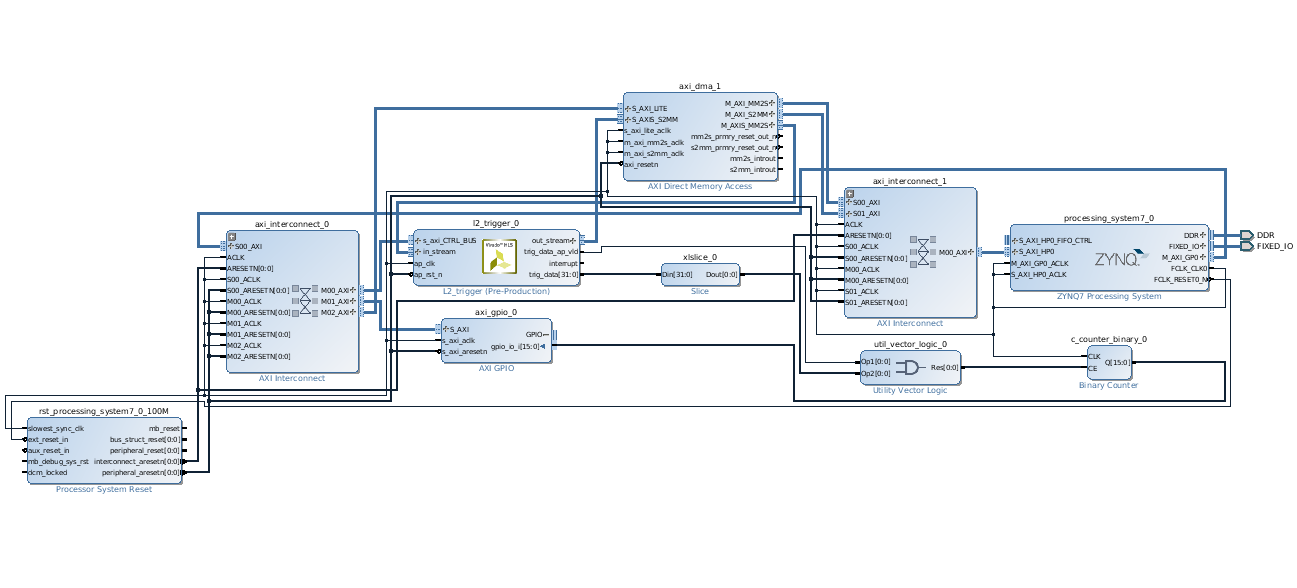 axi_dma_1
S_AXI_LITE
S_AXIS_S2MM
s_axi_lite_aclk
m_axi_mm2s_aclk
m_axi_s2mm_aclk
axi_resetn
M_AXI_MM2S
M_AXI_S2MM
M_AXIS_MM2S
mm2s_prmry_reset_out_n
s2mm_prmry_reset_out_n
mm2s_introut
s2mm_introut
AXI Direct Memory Access
axi_interconnect_1
S00_AXI
S01_AXI
ACLK
ARESETN[0:0]
S00_ACLK
S00_ARESETN[0:0]
M00_ACLK
M00_ARESETN[0:0]
S01_ACLK
S01_ARESETN[0:0]
M00_AXI
AXI Interconnect
processing_system7_0
S_AXI_HP0_FIFO_CTRL
S_AXI_HP0
M_AXI_GP0_ACLK
S_AXI_HP0_ACLK
ZYNQ
DDR
FIXED_IO
M_AXI_GP0
FCLK_CLK0
FCLK_RESET0_N
ZYNQ7 Processing System
DDR
FIXED_IO
axi_interconnect_0
S00_AXI
ACLK
ARESETN[0:0]
S00_ACLK
S00_ARESETN[0:0]
M00_ACLK
M00_ARESETN[0:0]
M01_ACLK
M01_ARESETN[0:0]
M02_ACLK
M02_ARESETN[0:0]
M00_AXI
M01_AXI
M02_AXI
AXI Interconnect
l2_trigger_0
s_axi_CTRL_BUS
in_stream
ap_clk
ap_rst_n
Vivado™ HLS
out_stream
trig_data_ap_vld
interrupt
trig_data[31:0]
L2_trigger (Pre-Production)
xlslice_0
Din[31:0]
Dout[0:0]
Slice
axi_gpio_0
S_AXI
s_axi_aclk
s_axi_aresetn
GPIO
gpio_io_i[15:0]
AXI GPIO
util_vector_logic_0
Op1[0:0]
Op2[0:0]
Res[0:0]
Utility Vector Logic
c_counter_binary_0
CLK
CE
Q[15:0]
Binary Counter
rst_processing_system7_0_100M
slowest_sync_clk
ext_reset_in
aux_reset_in
mb_debug_sys_rst
dcm_locked
mb_reset
bus_struct_reset[0:0]
peripheral_reset[0:0]
interconnect_aresetn[0:0]
peripheral_aresetn[0:0]
Processor System Reset